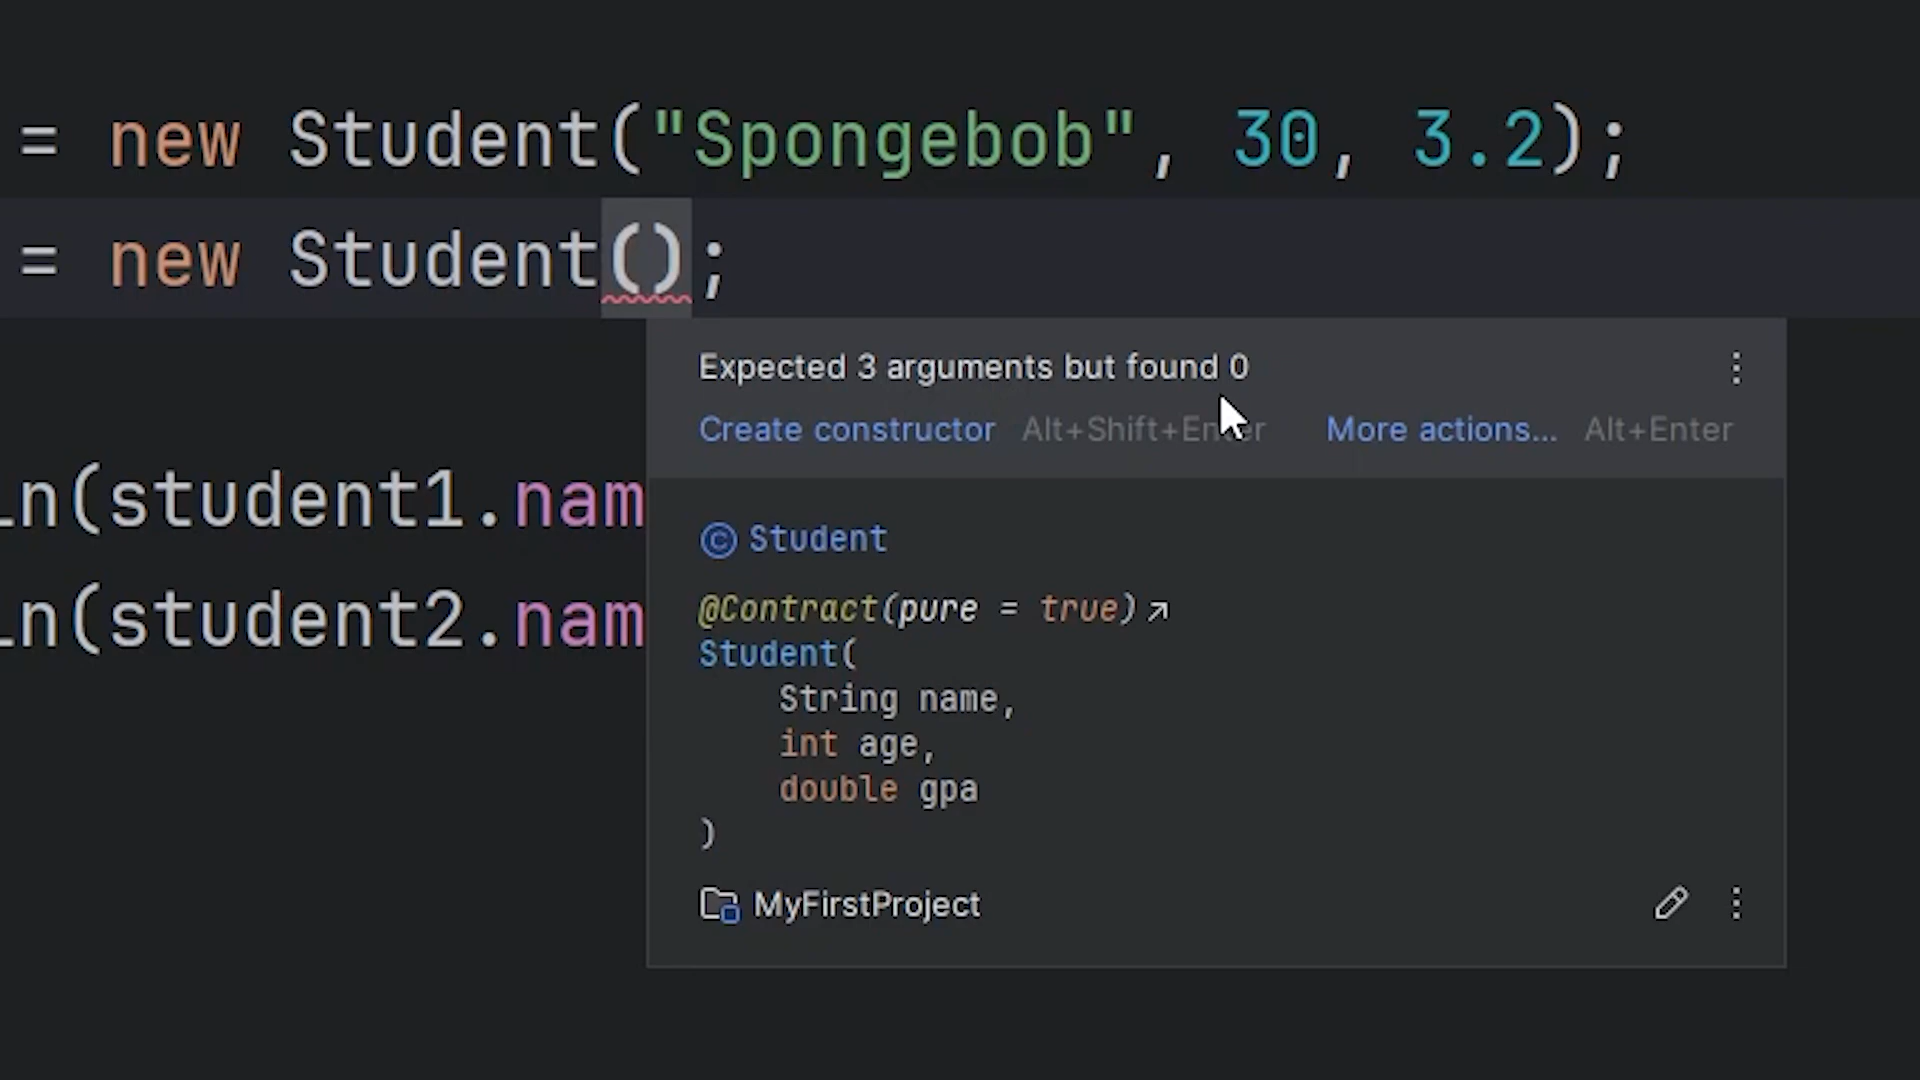 = new Student("Spongebob", 30, 3.2);
= new Student();
Expected 3 arguments but found 0
Create constructor Alt+Shift+Enter More actions... Alt+Enter
ln(student1.nam
ln(student2.nam
© Student
@Contract(pure = true)↗
Student(
String name,
int age,
double gpa
)
MyFirstProject